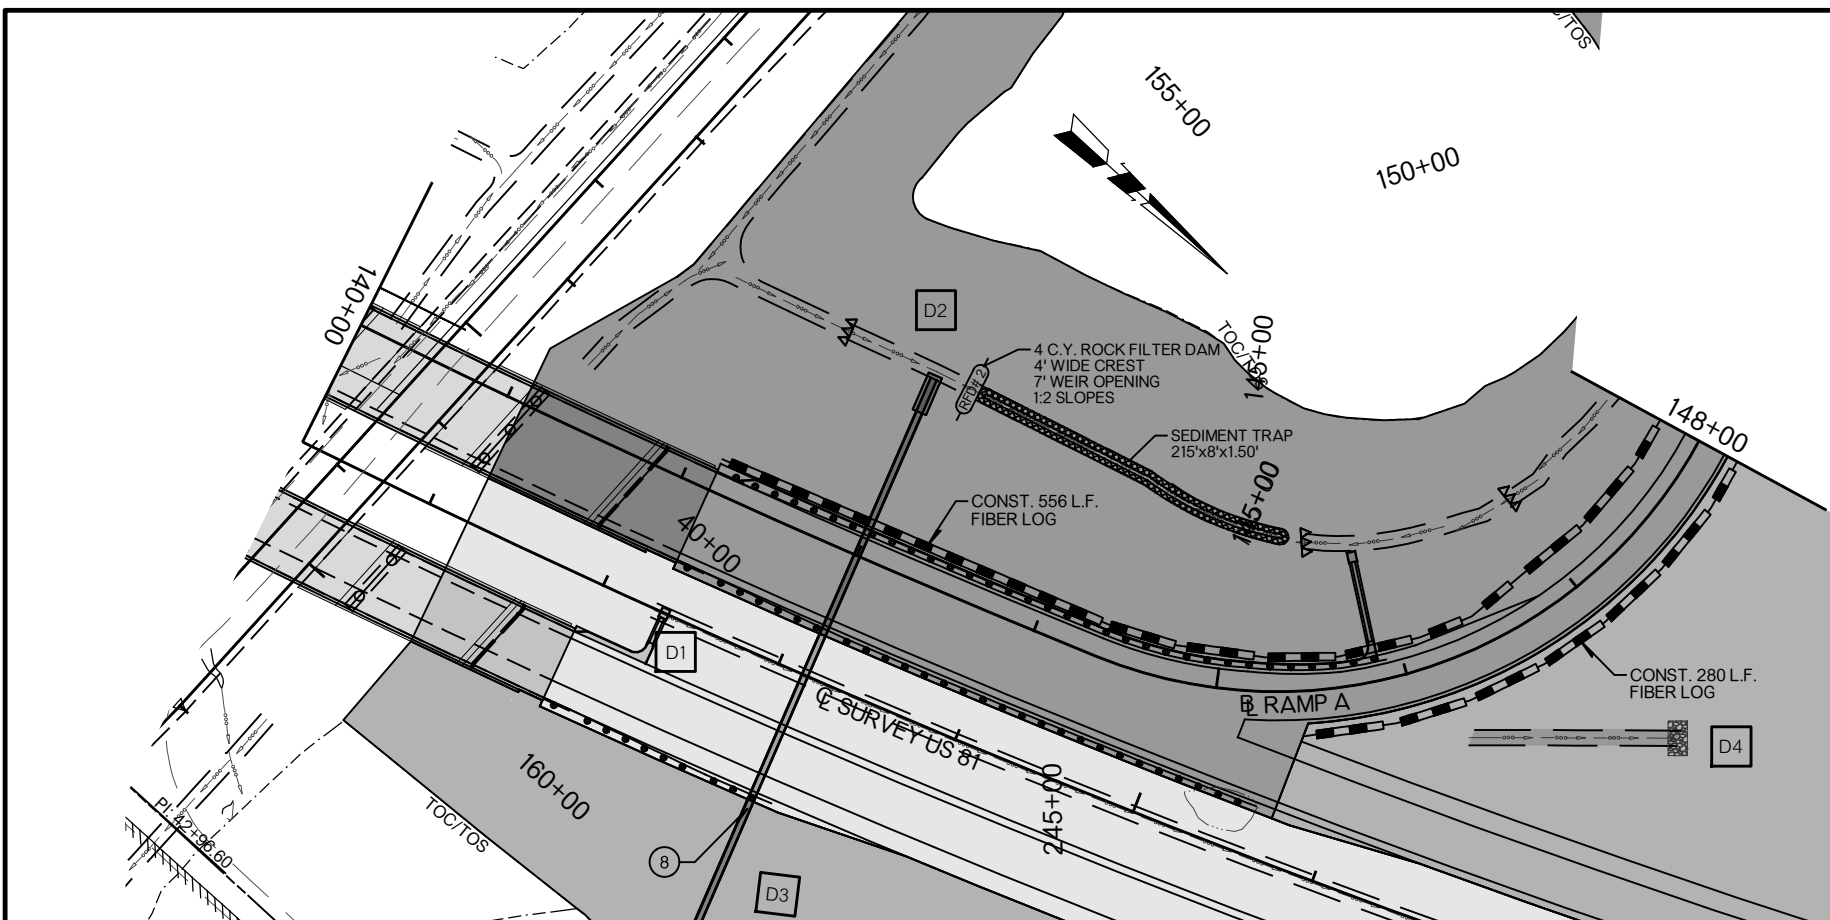 C/TOS
155+00
150+00
140+00
D2
4 C.Y. ROCK FILTER DAM
4' WIDE CREST
7' WEIR OPENING
1:2 SLOPES
RFD# 2
145+00
SEDIMENT TRAP
215'x8'x1.50'
148+00
CONST. 556 L.F.
FIBER LOG
40+00
D1
CONST. 280 L.F.
FIBER LOG
RAMP A
SURVEY US 81
D4
160+00
245+00
TOC/TOS
PI: 42+96.60
8
D3